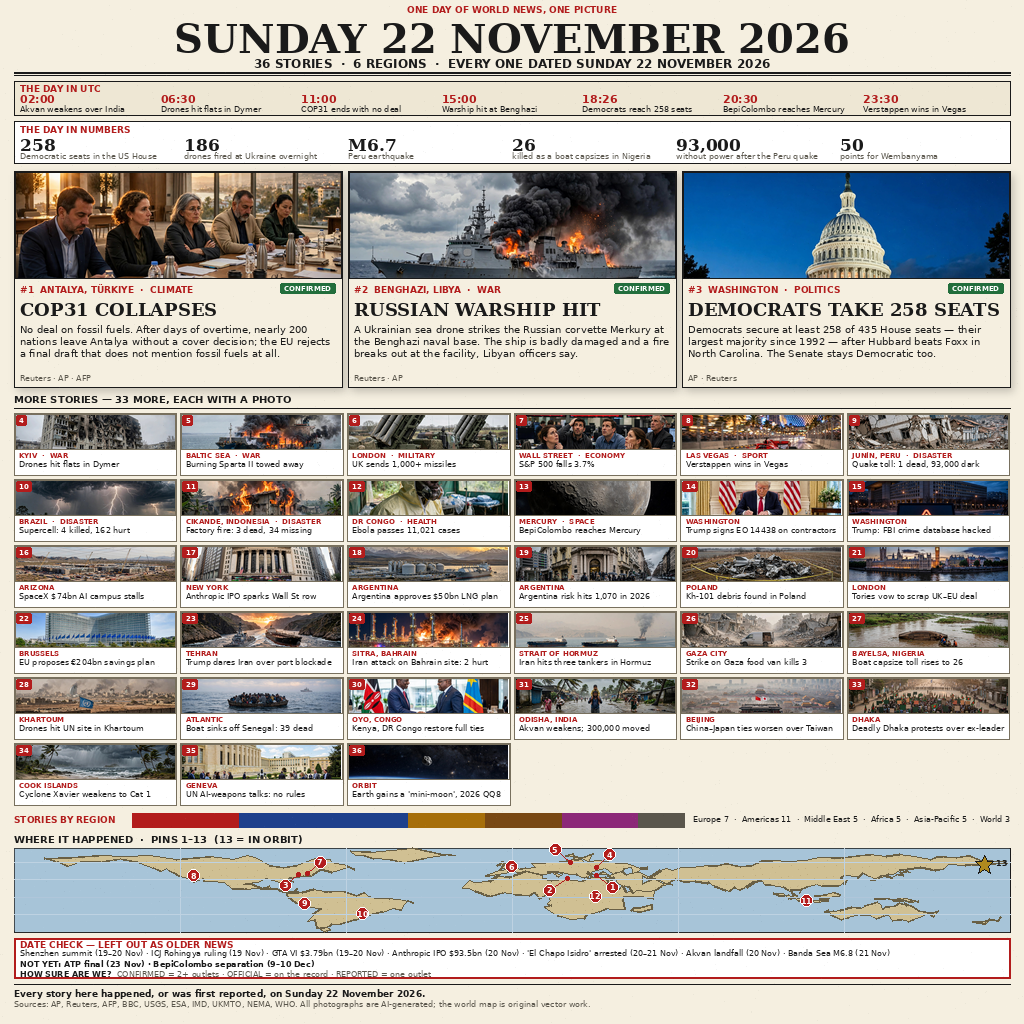 ONE DAY OF WORLD NEWS, ONE PICTURE
SUNDAY 22 NOVEMBER 2026
36 STORIES · 6 REGIONS · EVERY ONE DATED SUNDAY 22 NOVEMBER 2026
THE DAY IN UTC
02:00 06:30 11:00 15:00 18:26 20:30 23:30
Akvan weakens over India Drones hit flats in Dymer COP31 ends with no deal Warship hit at Benghazi Democrats reach 258 seats BepiColombo reaches Mercury Verstappen wins in Vegas
THE DAY IN NUMBERS
258 186 M6.7 26 93,000 50
Democratic seats in the US House drones fired at Ukraine overnight Peru earthquake killed as a boat capsizes in Nigeria without power after the Peru quake points for Wembanyama
#1 ANTALYA, TÜRKIYE · CLIMATE CONFIRMED
COP31 COLLAPSES
No deal on fossil fuels. After days of overtime, nearly 200
nations leave Antalya without a cover decision; the EU rejects
a final draft that does not mention fossil fuels at all.
Reuters · AP · AFP
#2 BENGHAZI, LIBYA · WAR CONFIRMED
RUSSIAN WARSHIP HIT
A Ukrainian sea drone strikes the Russian corvette Merkury at
the Benghazi naval base. The ship is badly damaged and a fire
breaks out at the facility, Libyan officers say.
Reuters · AP
#3 WASHINGTON · POLITICS CONFIRMED
DEMOCRATS TAKE 258 SEATS
Democrats secure at least 258 of 435 House seats — their
largest majority since 1992 — after Hubbard beats Foxx in
North Carolina. The Senate stays Democratic too.
AP · Reuters
MORE STORIES — 33 MORE, EACH WITH A PHOTO
4
KYIV · WAR
Drones hit flats in Dymer
5
BALTIC SEA · WAR
Burning Sparta II towed away
6
LONDON · MILITARY
UK sends 1,000+ missiles
7
WALL STREET · ECONOMY
S&P 500 falls 3.7%
8
LAS VEGAS · SPORT
Verstappen wins in Vegas
9
JUNÍN, PERU · DISASTER
Quake toll: 1 dead, 93,000 dark
10
BRAZIL · DISASTER
Supercell: 4 killed, 162 hurt
11
CIKANDE, INDONESIA · DISASTER
Factory fire: 3 dead, 34 missing
12
DR CONGO · HEALTH
Ebola passes 11,021 cases
13
MERCURY · SPACE
BepiColombo reaches Mercury
14
WASHINGTON
Trump signs EO 14438 on contractors
15
WASHINGTON
Trump: FBI crime database hacked
16
ARIZONA
SpaceX $74bn AI campus stalls
17
NEW YORK
Anthropic IPO sparks Wall St row
18
ARGENTINA
Argentina approves $50bn LNG plan
19
ARGENTINA
Argentina risk hits 1,070 in 2026
20
POLAND
Kh-101 debris found in Poland
21
LONDON
Tories vow to scrap UK–EU deal
22
BRUSSELS
EU proposes €204bn savings plan
23
TEHRAN
Trump dares Iran over port blockade
24
SITRA, BAHRAIN
Iran attack on Bahrain site: 2 hurt
25
STRAIT OF HORMUZ
Iran hits three tankers in Hormuz
26
GAZA CITY
Strike on Gaza food van kills 3
27
BAYELSA, NIGERIA
Boat capsize toll rises to 26
28
KHARTOUM
Drones hit UN site in Khartoum
29
ATLANTIC
Boat sinks off Senegal: 39 dead
30
OYO, CONGO
Kenya, DR Congo restore full ties
31
ODISHA, INDIA
Akvan weakens; 300,000 moved
32
BEIJING
China–Japan ties worsen over Taiwan
33
DHAKA
Deadly Dhaka protests over ex-leader
34
COOK ISLANDS
Cyclone Xavier weakens to Cat 1
35
GENEVA
UN AI-weapons talks: no rules
36
ORBIT
Earth gains a 'mini-moon', 2026 QQ8
STORIES BY REGION Europe 7 · Americas 11 · Middle East 5 · Africa 5 · Asia-Pacific 5 · World 3
WHERE IT HAPPENED · PINS 1–13 (13 = IN ORBIT)
5
4
7
6
13
8
3
2
1
12
9
11
10
DATE CHECK — LEFT OUT AS OLDER NEWS
Shenzhen summit (19–20 Nov) · ICJ Rohingya ruling (19 Nov) · GTA VI $3.79bn (19–20 Nov) · Anthropic IPO $93.5bn (20 Nov) · 'El Chapo Isidro' arrested (20–21 Nov) · Akvan landfall (20 Nov) · Banda Sea M6.8 (21 Nov)
NOT YET: ATP final (23 Nov) · BepiColombo separation (9–10 Dec)
HOW SURE ARE WE? CONFIRMED = 2+ outlets · OFFICIAL = on the record · REPORTED = one outlet
Every story here happened, or was first reported, on Sunday 22 November 2026.
Sources: AP, Reuters, AFP, BBC, USGS, ESA, IMD, UKMTO, NEMA, WHO. All photographs are AI-generated; the world map is original vector work.